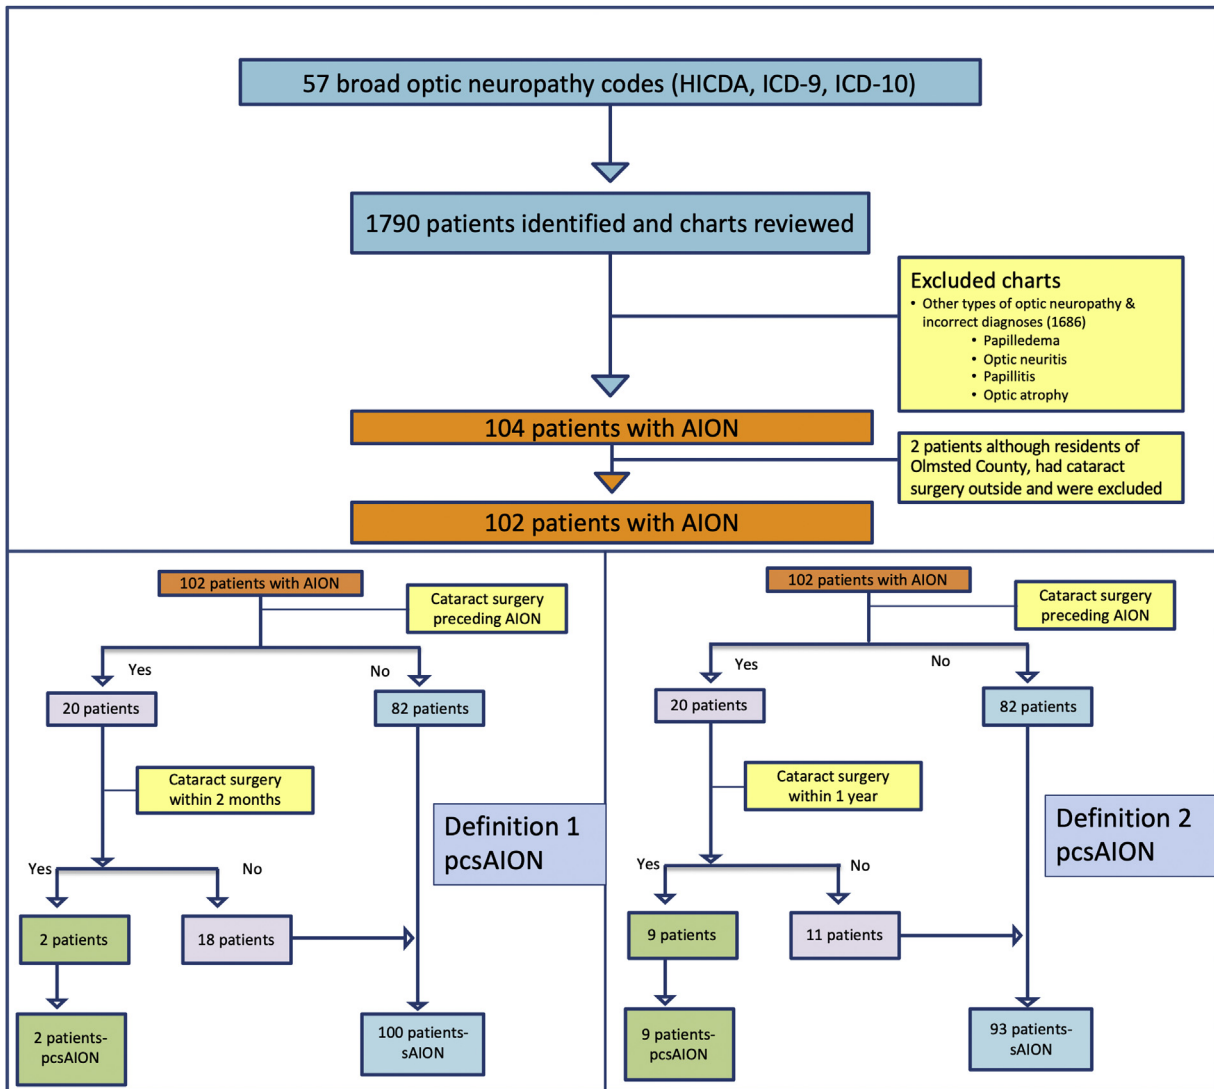 57 broad optic neuropathy codes (HICDA, ICD-9, ICD-10)
1790 patients identified and charts reviewed
Excluded charts
• Other types of optic neuropathy &
incorrect diagnoses (1686)
• Papilledema
• Optic neuritis
• Papillitis
• Optic atrophy
104 patients with AION
2 patients although residents of
Olmsted County, had cataract
surgery outside and were excluded
102 patients with AION
102 patients with AION
Cataract surgery
preceding AION
Yes
No
20 patients
82 patients
Cataract surgery
within 2 months
Definition 1
pcsAION
Yes
No
2 patients
18 patients
2 patients-
pcsAION
100 patients-
sAION
102 patients with AION
Cataract surgery
preceding AION
Yes
No
20 patients
82 patients
Cataract surgery
within 1 year
Definition 2
pcsAION
Yes
No
9 patients
11 patients
9 patients-
pcsAION
93 patients-
sAION